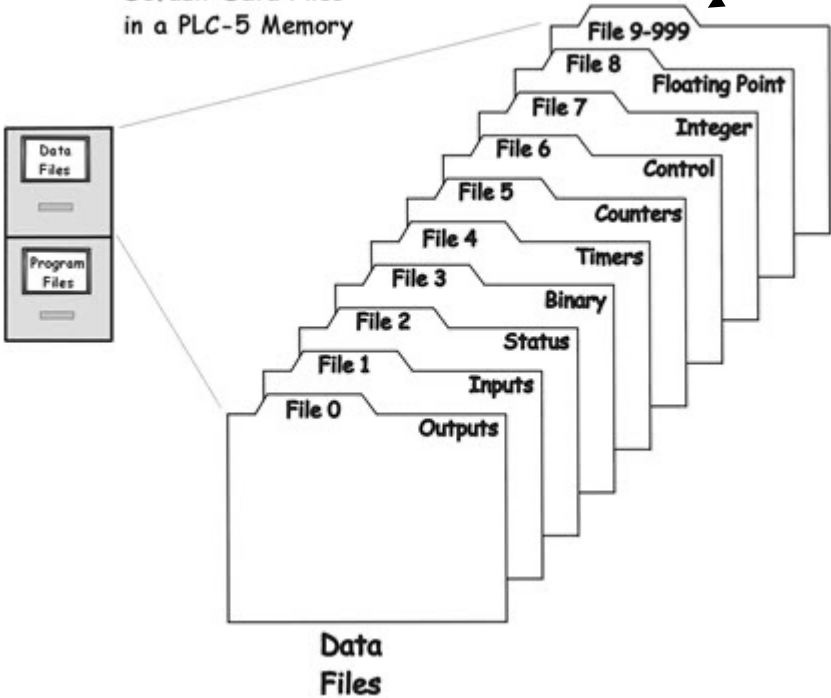 in a PLC-5 Memory
File 9-999
File 8
Floating Point
File 7
Integer
File 6
Control
File 5
Counters
File 4
Timers
File 3
Binary
File 2
Status
File 1
Inputs
File 0
Outputs
Data
Files
Program
Files
Data
Files